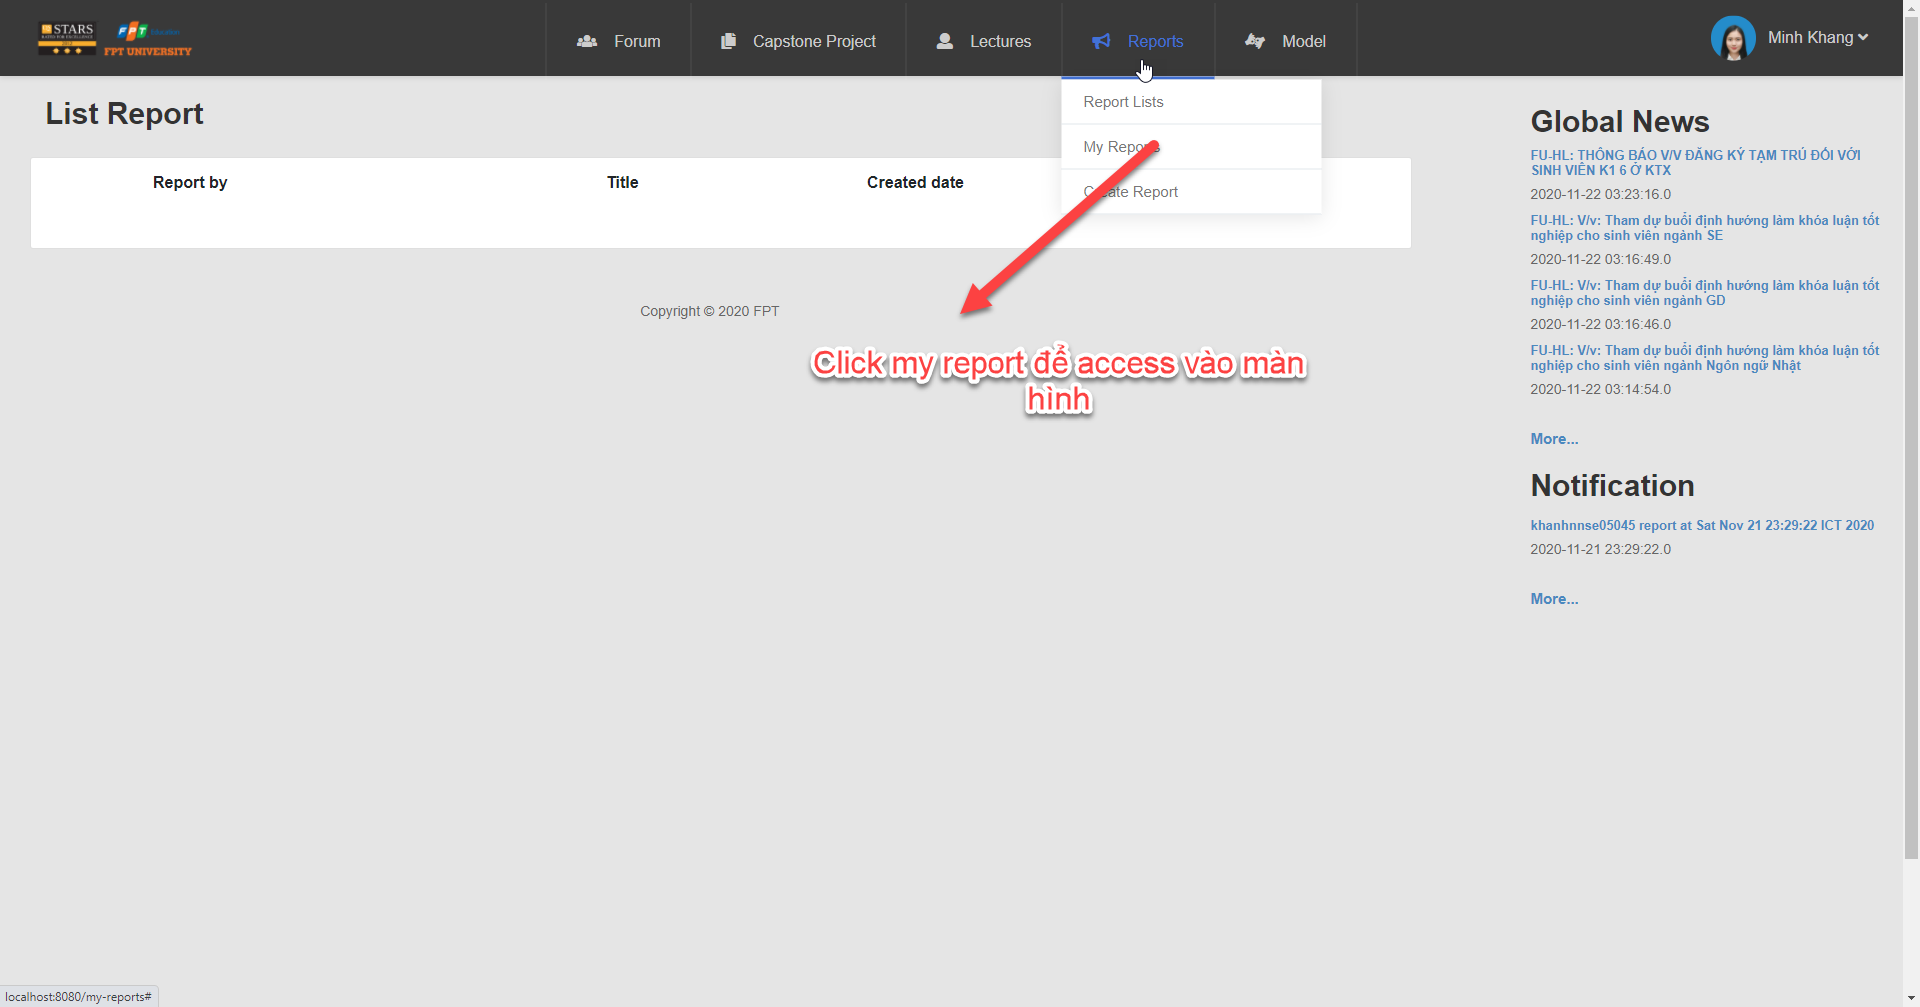 STARS
FPT Education
FPT UNIVERSITY
Forum
Capstone Project
Lectures
Reports
Model
Minh Khang
List Report
Report Lists
My Reports
Create Report
Report by
Title
Created date
Copyright © 2020 FPT
Click my report để access vào màn
hình
Global News
FU-HL: THÔNG BÁO V/V ĐĂNG KÝ TẠM TRÚ ĐỐI VỚI
SINH VIÊN K1 6 Ở KTX
2020-11-22 03:23:16.0
FU-HL: V/v: Tham dự buổi định hướng làm khóa luận tốt
nghiệp cho sinh viên ngành SE
2020-11-22 03:16:49.0
FU-HL: V/v: Tham dự buổi định hướng làm khóa luận tốt
nghiệp cho sinh viên ngành GD
2020-11-22 03:16:46.0
FU-HL: V/v: Tham dự buổi định hướng làm khóa luận tốt
nghiệp cho sinh viên ngành Ngôn ngữ Nhật
2020-11-22 03:14:54.0
More...
Notification
khanhnnse05045 report at Sat Nov 21 23:29:22 ICT 2020
2020-11-21 23:29:22.0
More...
localhost:8080/my-reports#